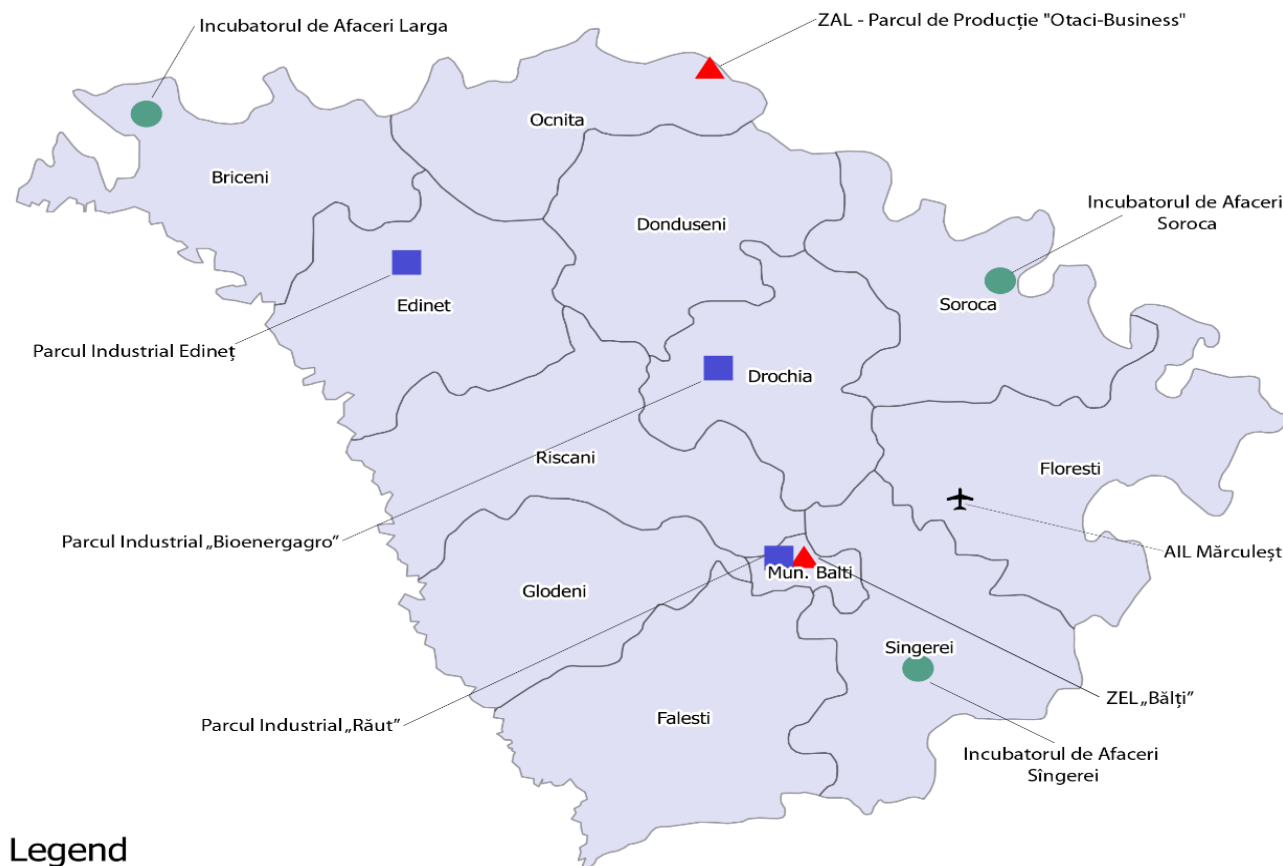 ZAL - Parcul de Producție "Otaci-Business"
Incubatorul de Afaceri Larga
Ocnita
Briceni
Incubatorul de Afaceri
Soroca
Donduseni
Edinet
Soroca
Parcul Industrial Edineț
Drochia
Riscani
Floresti
Parcul Industrial „Bioenergagro”
AIL Mărculești
Mun. Balti
Glodeni
Singerei
ZEL „Bălți”
Parcul Industrial „Răut”
Falesti
Incubatorul de Afaceri
Sîngerei
Legend